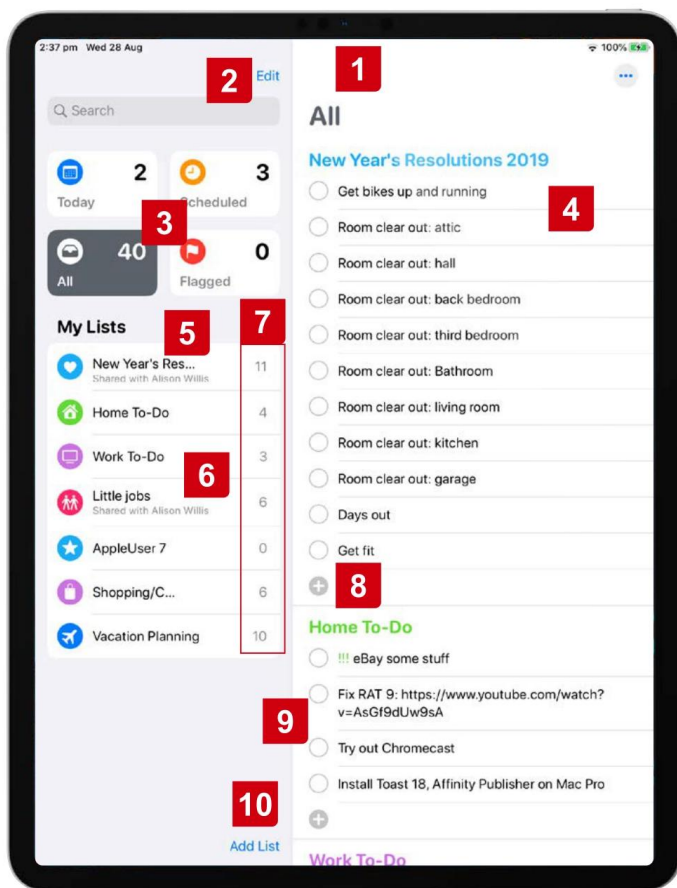 2:37 pm Wed 28 Aug
100%
2
Edit
1
Search
All
2
Today
3
Scheduled
3
40
All
0
Flagged
My Lists
5
7
New Year's Res...
Shared with Alison Willis
11
Home To-Do
4
Work To-Do
3
6
Little jobs
Shared with Alison Willis
6
AppleUser 7
0
Shopping/C...
6
Vacation Planning
10
10
Add List
New Year's Resolutions 2019
Get bikes up and running
4
Room clear out: attic
Room clear out: hall
Room clear out: back bedroom
Room clear out: third bedroom
Room clear out: Bathroom
Room clear out: living room
Room clear out: kitchen
Room clear out: garage
Days out
Get fit
8
Home To-Do
!!! eBay some stuff
Fix RAT 9: https://www.youtube.com/watch?
v=AsGf9dUw9sA
9
Try out Chromecast
Install Toast 18, Affinity Publisher on Mac Pro
Work To-Do